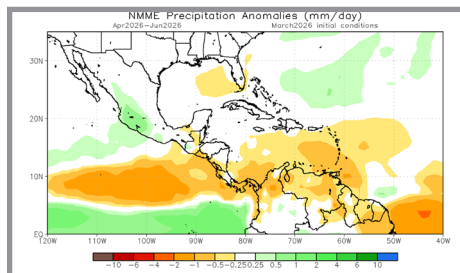 NMME Precipitation Anomalies (mm/day)
Apr2026−Jun2026 March2026 initial conditions
30N
20N
10N
EQ
120W 110W 100W 90W 80W 70W 60W 50W 40W
−10 −6 −4 −2 −1 −0.5−0.250.25 0.5 1 2 4 6 10